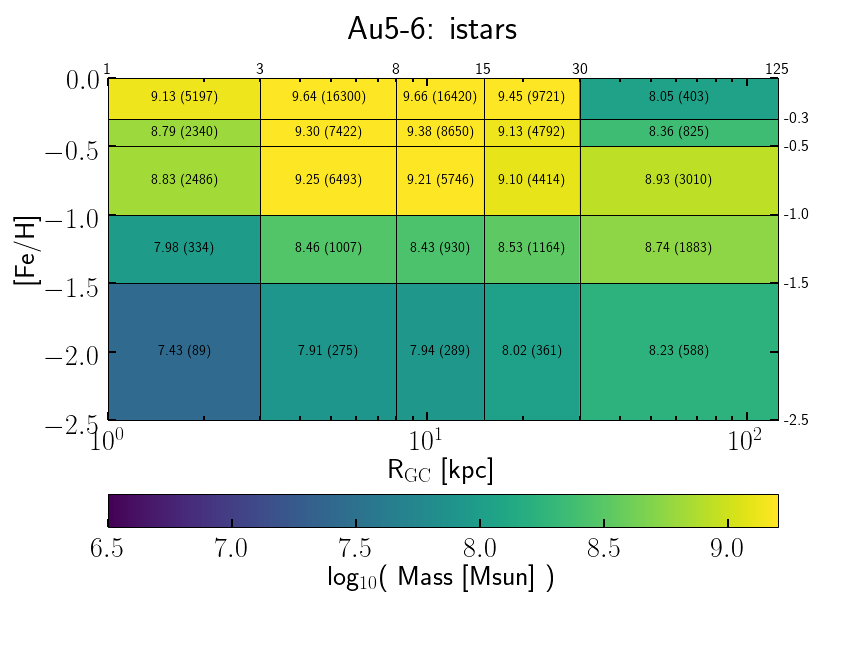 Au5-6: istars
1 3 8 15 30 125
0.0
9.13 (5197) 9.64 (16300) 9.66 (16420) 9.45 (9721) 8.05 (403)
-0.3
8.79 (2340) 9.30 (7422) 9.38 (8650) 9.13 (4792) 8.36 (825)
−0.5 -0.5
8.83 (2486) 9.25 (6493) 9.21 (5746) 9.10 (4414) 8.93 (3010)
−1.0 -1.0
[Fe/H]
7.98 (334) 8.46 (1007) 8.43 (930) 8.53 (1164) 8.74 (1883)
−1.5 -1.5
7.43 (89) 7.91 (275) 7.94 (289) 8.02 (361) 8.23 (588)
−2.0
−2.5 -2.5
10⁰ 10¹ 10²
R_GC [kpc]
6.5 7.0 7.5 8.0 8.5 9.0
log₁₀( Mass [Msun] )